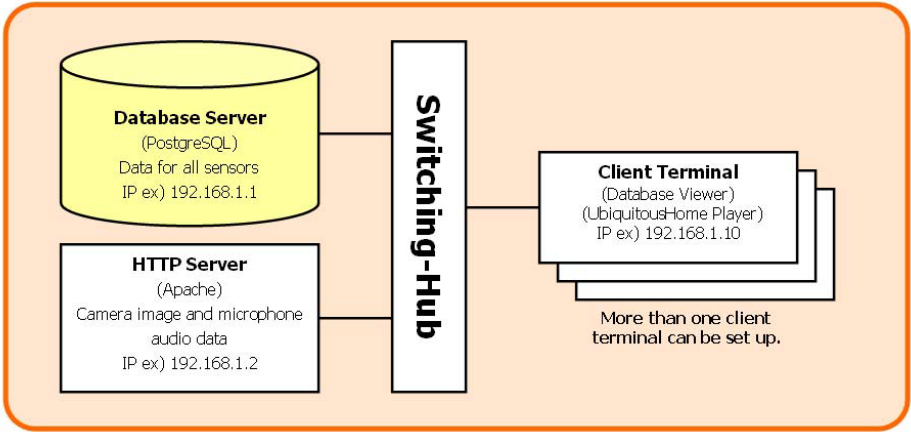 Database Server
(PostgreSQL)
Data for all sensors
IP ex) 192.168.1.1
HTTP Server
(Apache)
Camera image and microphone
audio data
IP ex) 192.168.1.2
Switching-Hub
Client Terminal
(Database Viewer)
(UbiquitousHome Player)
IP ex) 192.168.1.10
More than one client
terminal can be set up.